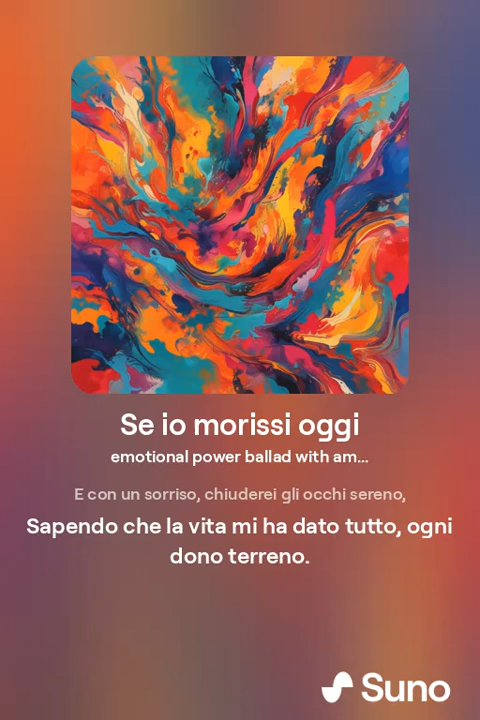 Se io morissi oggi
emotional power ballad with am...
E con un sorriso, chiuderei gli occhi sereno,
Sapendo che la vita mi ha dato tutto, ogni
dono terreno.
Suno